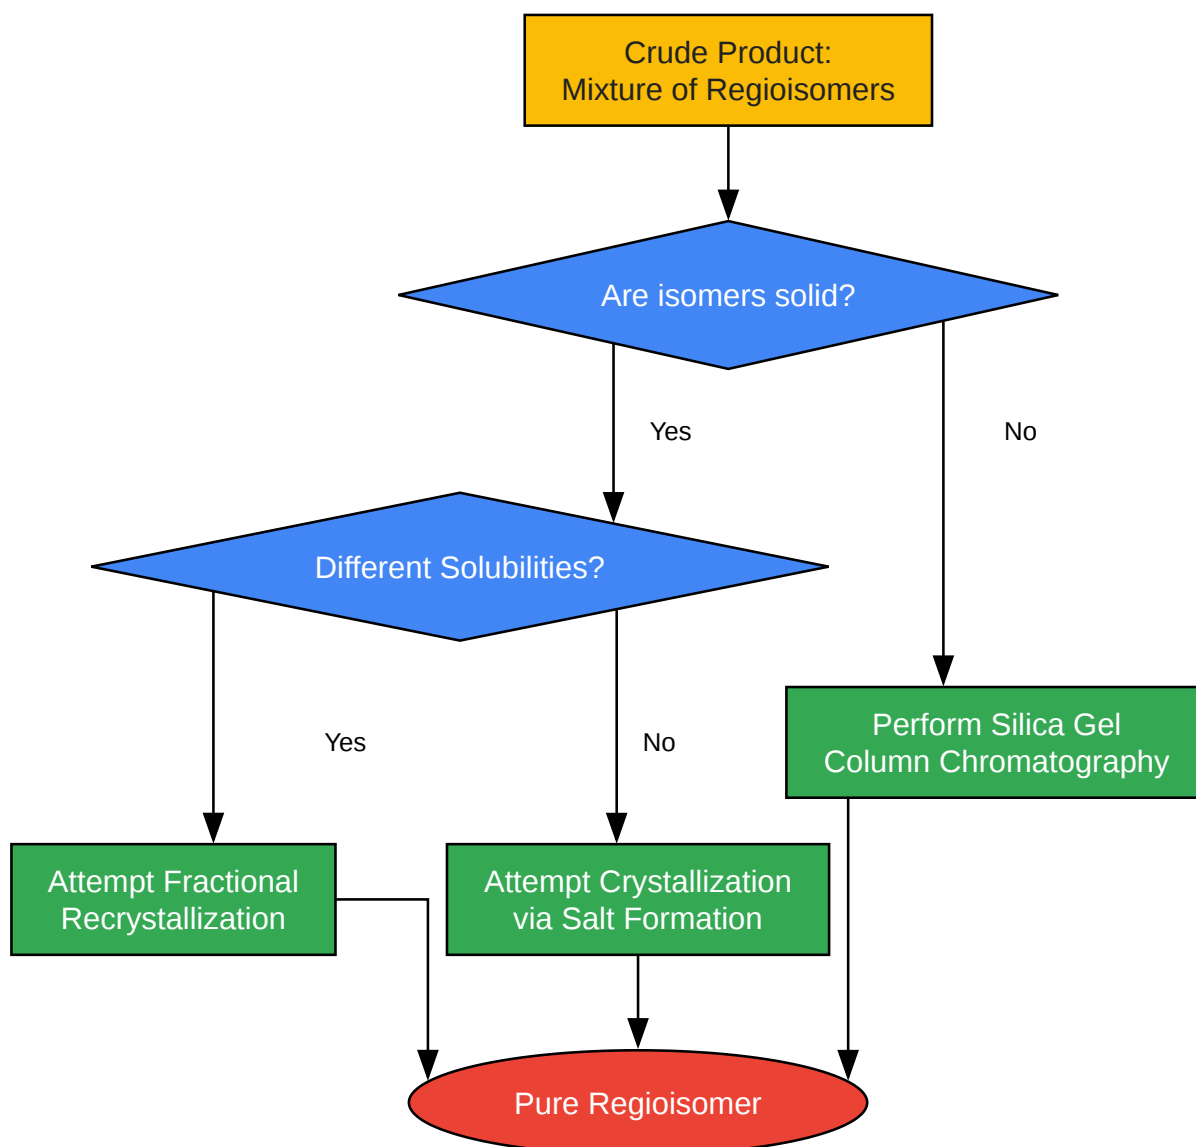 Crude Product:
Mixture of Regioisomers
Are isomers solid?
Yes
No
Different Solubilities?
Yes
No
Perform Silica Gel
Column Chromatography
Attempt Fractional
Recrystallization
Attempt Crystallization
via Salt Formation
Pure Regioisomer